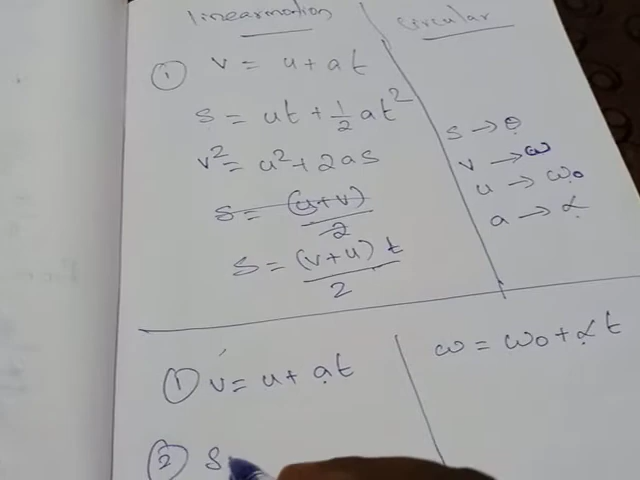 linearmotion
circular
① v = u + at
s = ut + 1/2 at²
v² = u² + 2as
s = (u+v)/2
s = (v+u)/2 t
s → θ
v → ω
u → ω₀
a → α
① v = u + at
ω = ω₀ + αt
② s